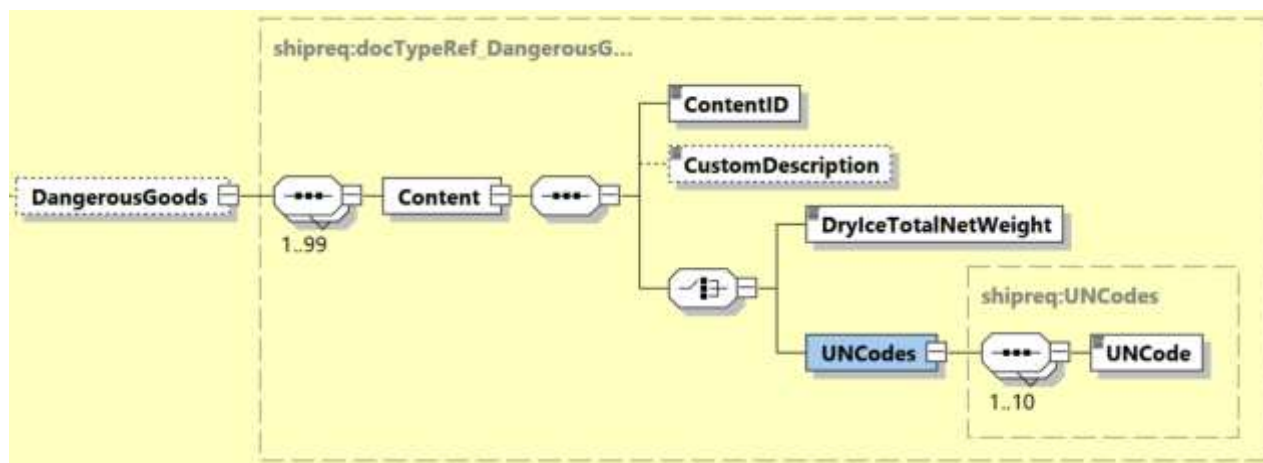 shipreq:docTypeRef_DangerousG...
ContentID
CustomDescription
DangerousGoods
Content
1..99
DryIceTotalNetWeight
shipreq:UNCodes
UNCodes
UNCode
1..10